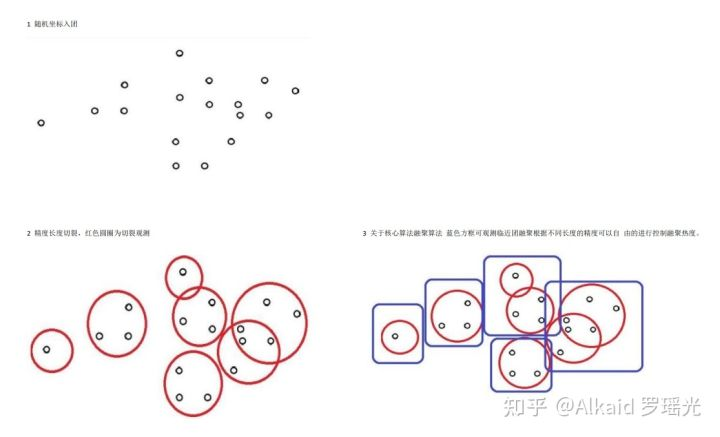 1 随机坐标入团
2 精度长度切裂、红色圆圈为切裂观测
3 关于核心算法融聚算法 蓝色方框可观测临近团融聚根据不同长度的精度可以自 由的进行控制融聚热度。
知乎 @Alkaid 罗瑶光